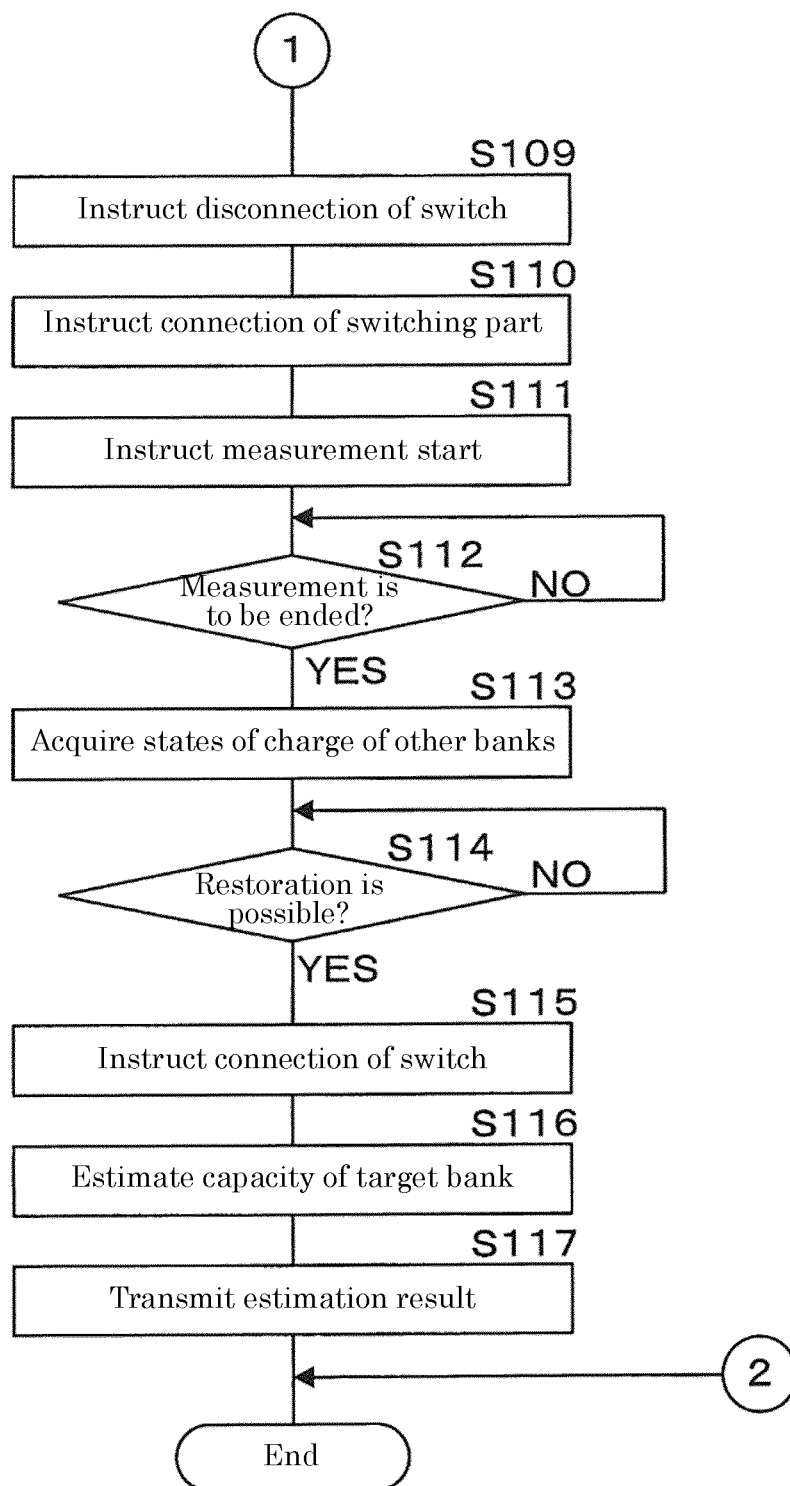 1
S109
Instruct disconnection of switch
S110
Instruct connection of switching part
S111
Instruct measurement start
S112
Measurement is
to be ended?
NO
YES
S113
Acquire states of charge of other banks
S114
Restoration is
possible?
NO
YES
S115
Instruct connection of switch
S116
Estimate capacity of target bank
S117
Transmit estimation result
2
End